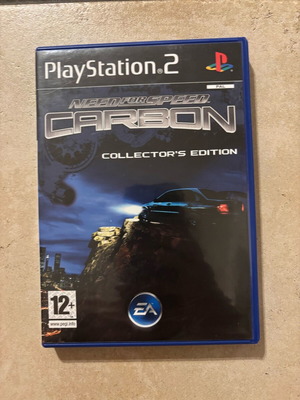 PlayStation®2
PAL
NEED FOR SPEED
CARBON
COLLECTOR'S EDITION
12+
www.pegi.info
EA